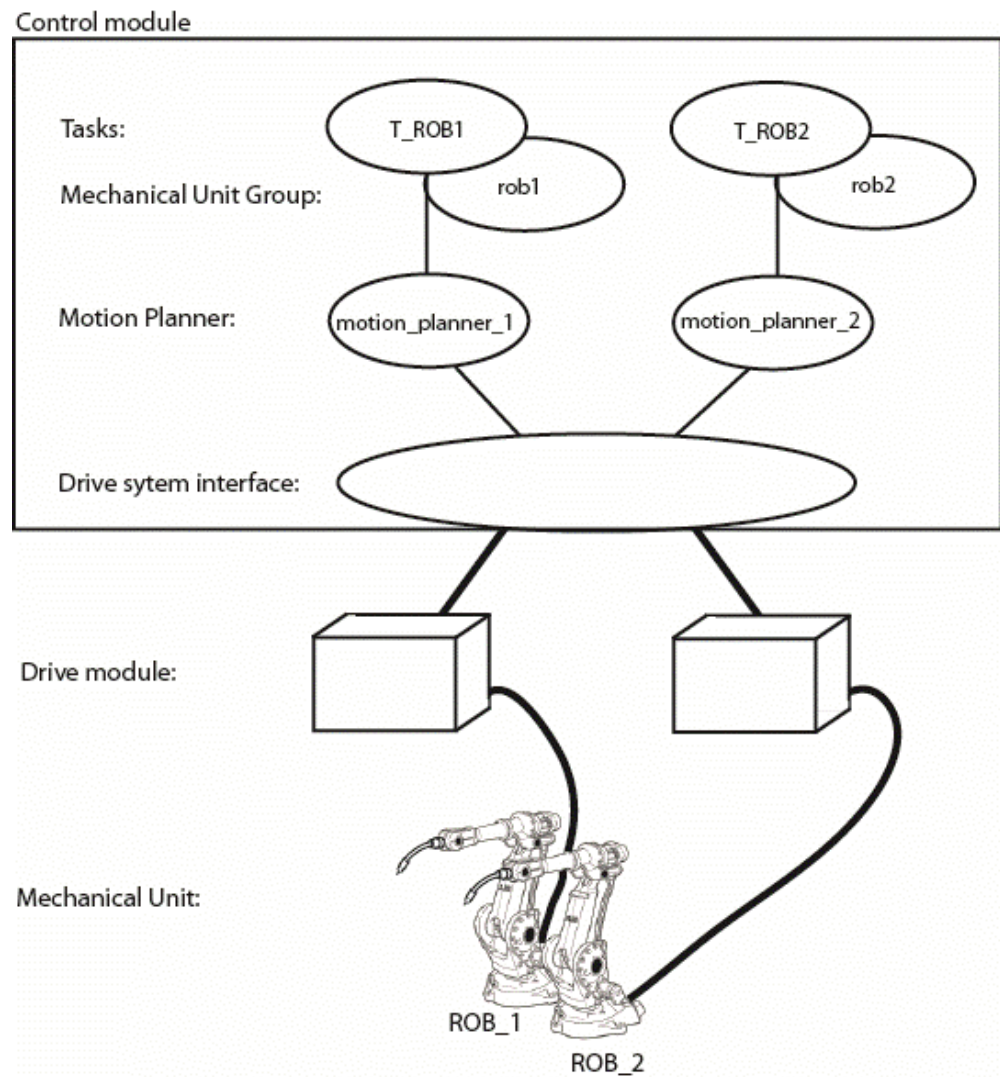 Control module
Tasks:
T_ROB1
T_ROB2
Mechanical Unit Group:
rob1
rob2
Motion Planner:
motion_planner_1
motion_planner_2
Drive sytem interface:
Drive module:
Mechanical Unit:
ROB_1
ROB_2